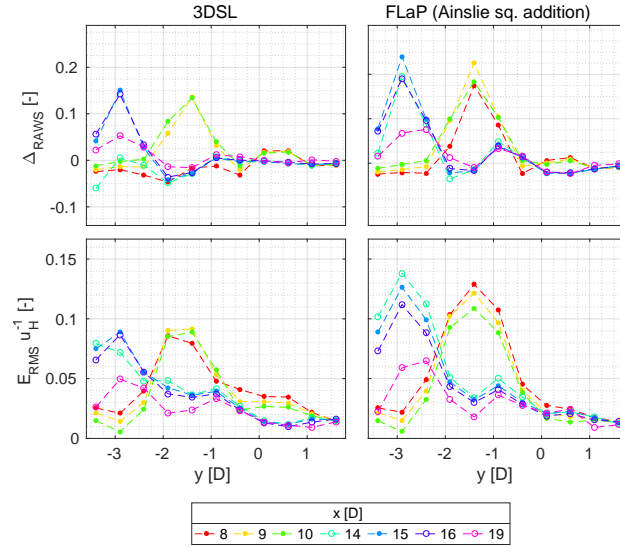 3DSL
FLaP (Ainslie sq. addition)
0.2
0.1
0
-0.1
Δ_RAWS [-]
0.15
0.1
0.05
0
E_RMS u_H^-1 [-]
-3 -2 -1 0 1
-3 -2 -1 0 1
y [D]
y [D]
x [D]
8 9 10 14 15 16 19